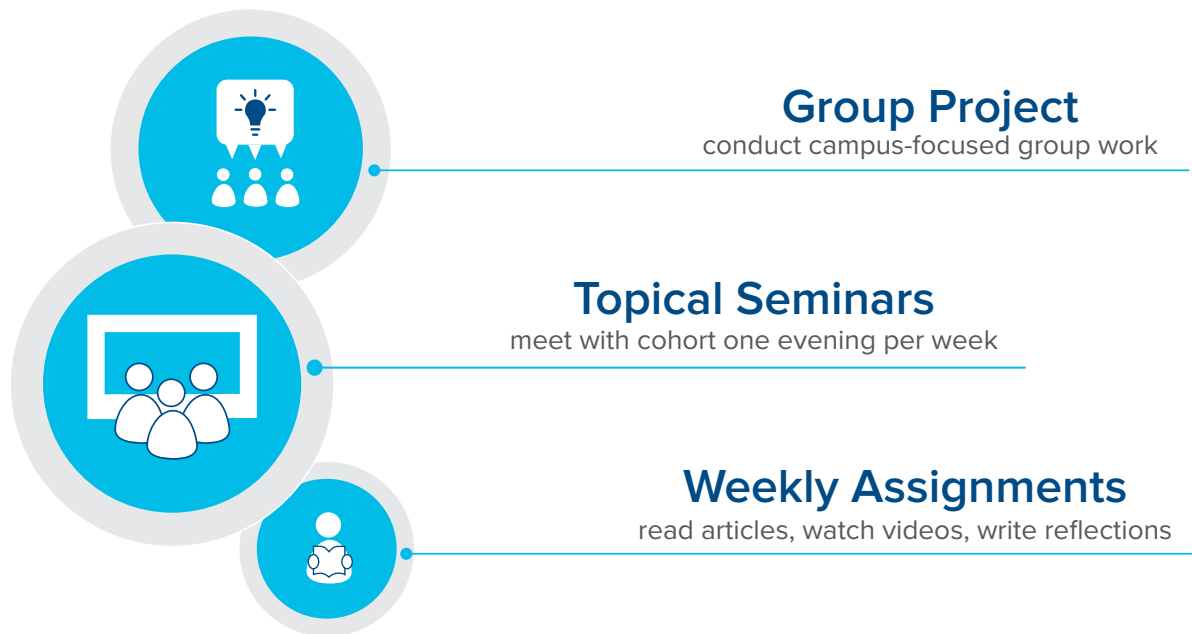 Group Project
conduct campus-focused group work
Topical Seminars
meet with cohort one evening per week
Weekly Assignments
read articles, watch videos, write reflections